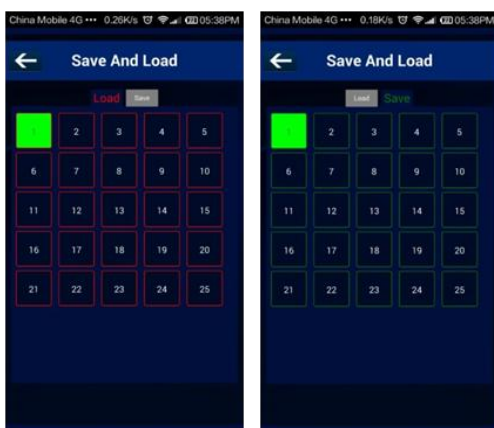 China Mobile 4G ••• 0.26K/s 05:38PM
Save And Load
Load Save
1 2 3 4 5
6 7 8 9 10
11 12 13 14 15
16 17 18 19 20
21 22 23 24 25
China Mobile 4G ••• 0.18K/s 05:38PM
Save And Load
Load Save
1 2 3 4 5
6 7 8 9 10
11 12 13 14 15
16 17 18 19 20
21 22 23 24 25